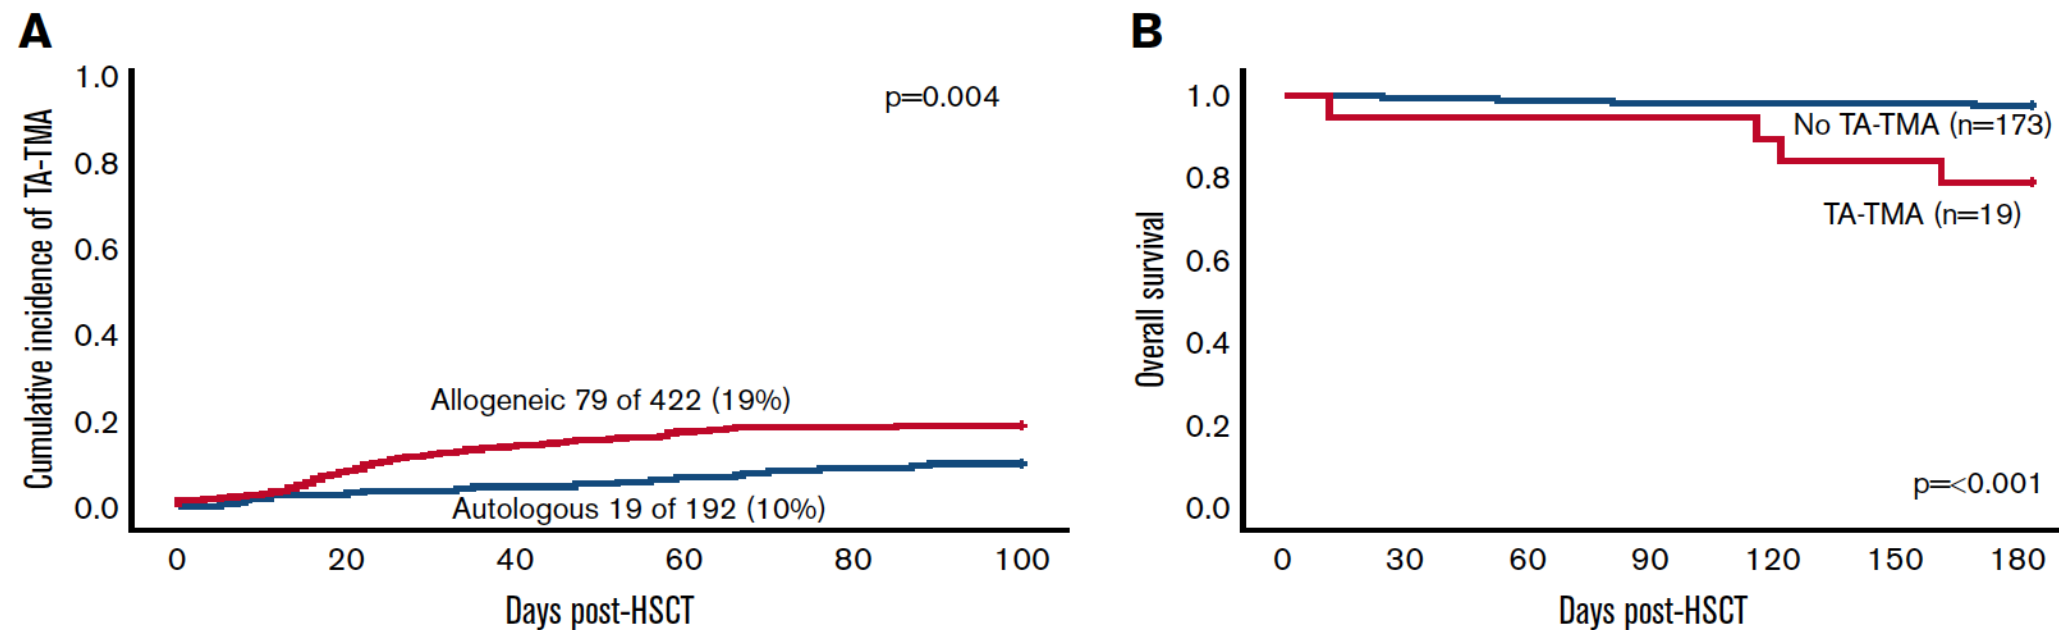 A
Cumulative incidence of TA-TMA
1.0
0.8
0.6
0.4
0.2
0.0
p=0.004
Allogeneic 79 of 422 (19%)
Autologous 19 of 192 (10%)
0 20 40 60 80 100
Days post-HSCT
B
Overall survival
1.0
0.8
0.6
0.4
0.2
0.0
No TA-TMA (n=173)
TA-TMA (n=19)
p=<0.001
0 30 60 90 120 150 180
Days post-HSCT